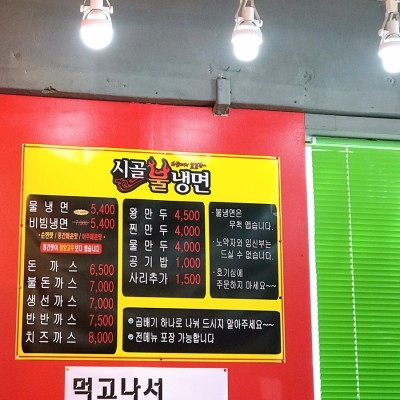 시골불냉면
물냉면 5,400
비빔냉면 5,400
돈까스 6,500
불돈까스 7,000
생선까스 7,000
반반까스 7,500
치즈까스 8,000
왕만두 4,500
찐만두 4,000
물만두 4,000
공기밥 1,000
사리추가 1,500
·불냉면은
무척 맵습니다.
·노약자와 임신부는
드실 수 없습니다.
·호기심에
주문하지 마세요~~
곱배기 하나로 나눠 드시지 말아주세요~~
전메뉴 포장 가능합니다
먹고나서